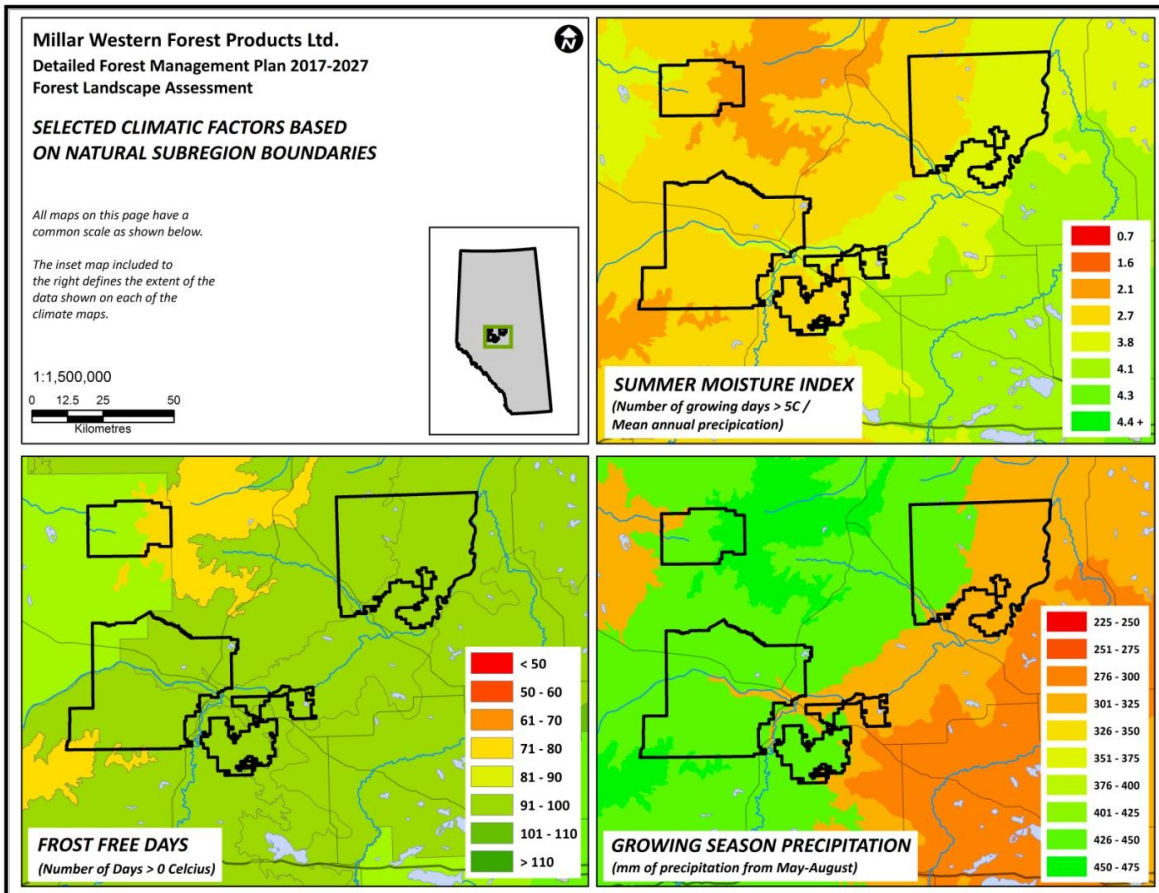 Millar Western Forest Products Ltd.
Detailed Forest Management Plan 2017-2027
Forest Landscape Assessment
SELECTED CLIMATIC FACTORS BASED
ON NATURAL SUBREGION BOUNDARIES
N
All maps on this page have a
common scale as shown below.
The inset map included to
the right defines the extent of the
data shown on each of the
climate maps.
1:1,500,000
0 12.5 25 50
Kilometres
0.7
1.6
2.1
2.7
3.8
4.1
4.3
4.4 +
SUMMER MOISTURE INDEX
(Number of growing days > 5C /
Mean annual precipication)
< 50
50 - 60
61 - 70
71 - 80
81 - 90
91 - 100
101 - 110
> 110
FROST FREE DAYS
(Number of Days > 0 Celcius)
225 - 250
251 - 275
276 - 300
301 - 325
326 - 350
351 - 375
376 - 400
401 - 425
426 - 450
450 - 475
GROWING SEASON PRECIPITATION
(mm of precipitation from May-August)